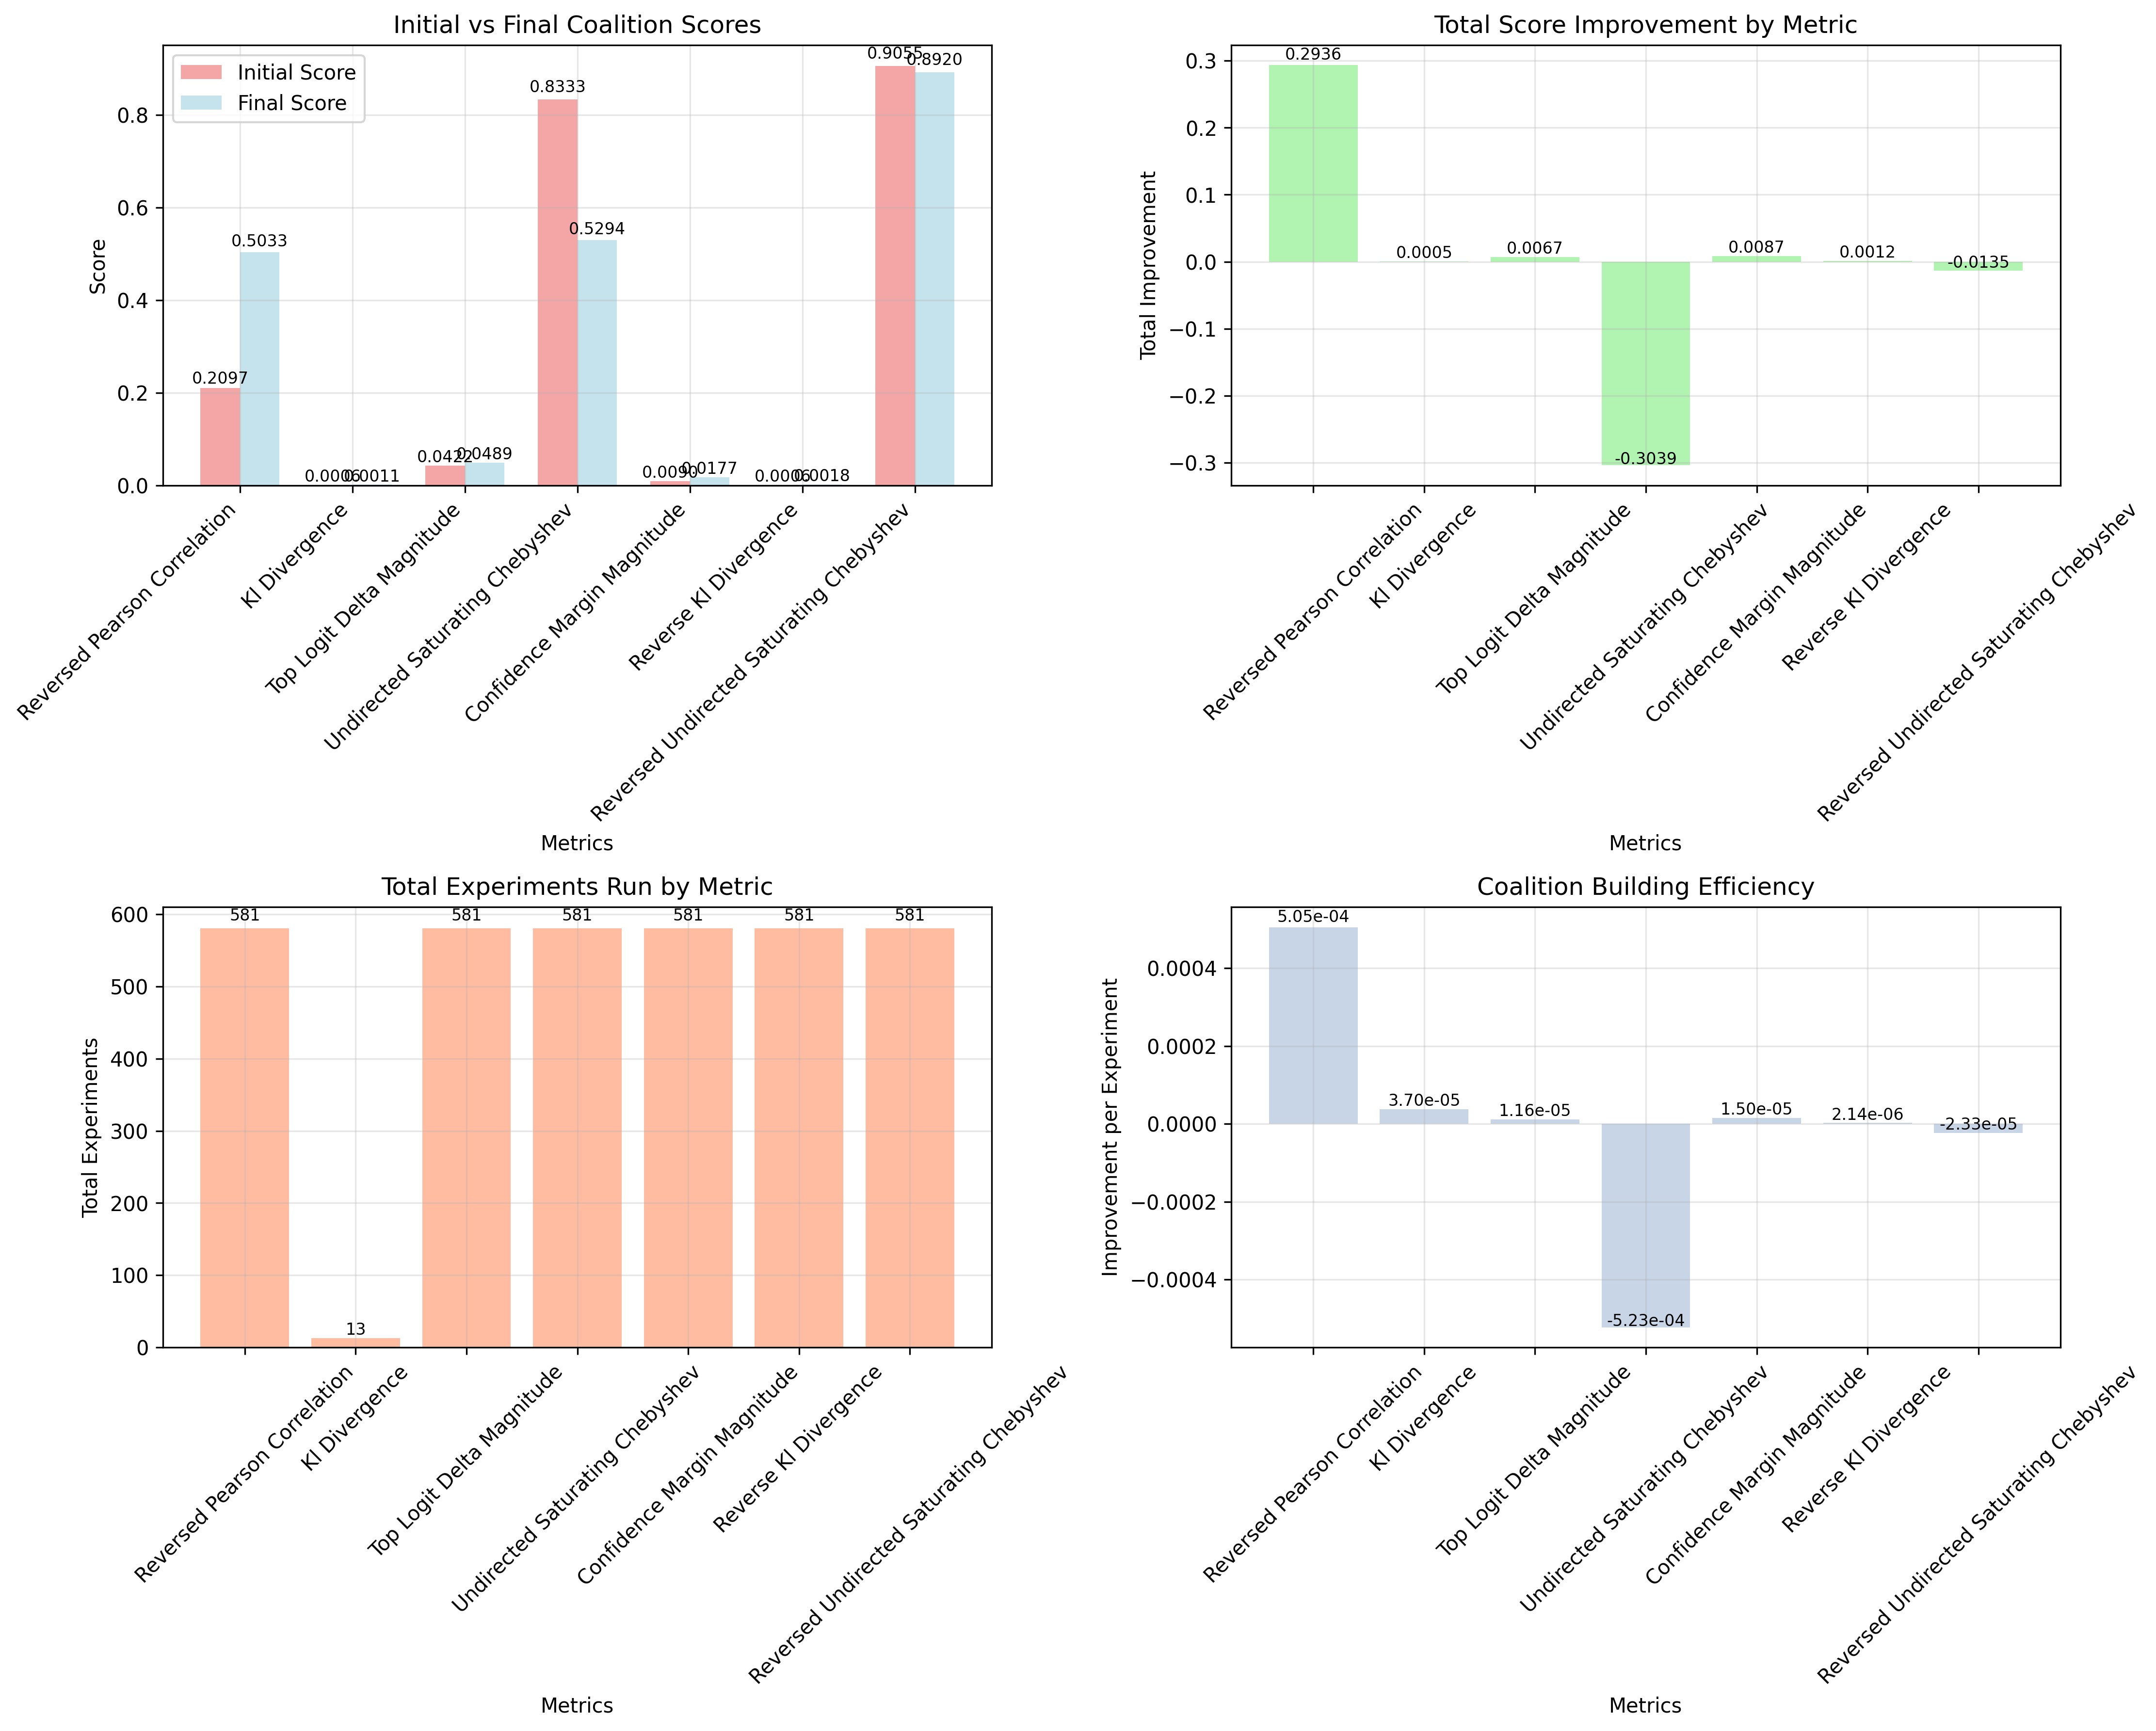 Initial vs Final Coalition Scores
Initial Score
Final Score
Score
0.8
0.6
0.4
0.2
0.0
0.2097
0.5033
0.0006
0.0011
0.0422
0.0489
0.8333
0.5294
0.0090
0.0177
0.0006
0.0018
0.9055
0.8920
Reversed Pearson Correlation
Kl Divergence
Top Logit Delta Magnitude
Undirected Saturating Chebyshev
Confidence Margin Magnitude
Reverse Kl Divergence
Reversed Undirected Saturating Chebyshev
Metrics
Total Score Improvement by Metric
Total Improvement
0.3
0.2
0.1
0.0
−0.1
−0.2
−0.3
0.2936
0.0005
0.0067
-0.3039
0.0087
0.0012
-0.0135
Reversed Pearson Correlation
Kl Divergence
Top Logit Delta Magnitude
Undirected Saturating Chebyshev
Confidence Margin Magnitude
Reverse Kl Divergence
Reversed Undirected Saturating Chebyshev
Metrics
Total Experiments Run by Metric
Total Experiments
600
500
400
300
200
100
0
581
13
581
581
581
581
581
Reversed Pearson Correlation
Kl Divergence
Top Logit Delta Magnitude
Undirected Saturating Chebyshev
Confidence Margin Magnitude
Reverse Kl Divergence
Reversed Undirected Saturating Chebyshev
Metrics
Coalition Building Efficiency
Improvement per Experiment
0.0004
0.0002
0.0000
−0.0002
−0.0004
5.05e-04
3.70e-05
1.16e-05
-5.23e-04
1.50e-05
2.14e-06
-2.33e-05
Reversed Pearson Correlation
Kl Divergence
Top Logit Delta Magnitude
Undirected Saturating Chebyshev
Confidence Margin Magnitude
Reverse Kl Divergence
Reversed Undirected Saturating Chebyshev
Metrics